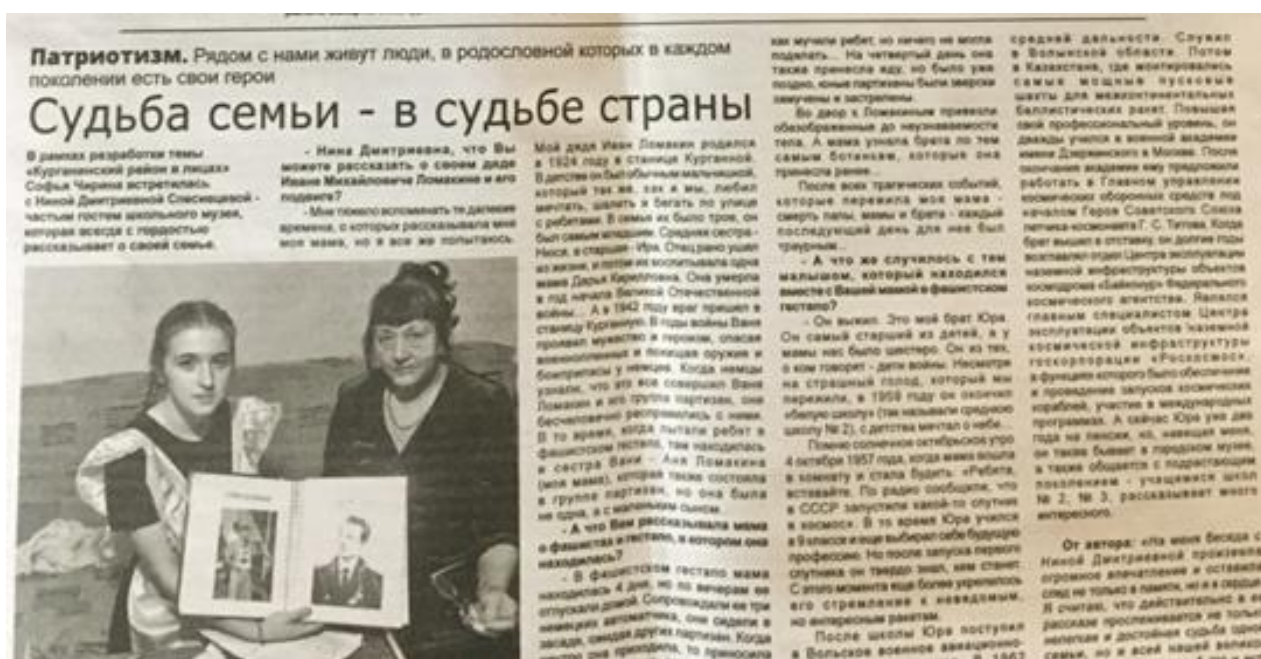 Патриотизм. Рядом с нами живут люди, в родословной которых в каждом
поколении есть свои герои
Судьба семьи - в судьбе страны
В рамках разработки темы
«Курганинский район в лицах»
Софья Чирина встретилась
с Ниной Дмитриевной Спесивцевой -
частым гостем школьного музея,
которая всегда с гордостью
рассказывает о своей семье.
- Нина Дмитриевна, что Вы
можете рассказать о своем дяде
Иване Михайловиче Ломакине и его
подвиге?
- Мне тяжело вспоминать те далекие
времена, о которых рассказывала мне
моя мама, но я все же попытаюсь.
Мой дядя Иван Ломакин родился
в 1924 году в станице Курганной.
В детстве он был обычным мальчишкой,
который так же, как и мы, любил
мечтать, шалить и бегать по улице
с ребятами. В семье их было трое, он
был самым младшим. Средняя сестра -
Нюся, а старшая - Ира. Отец рано ушел
из жизни, и потом их воспитывала одна
мама Дарья Кирилловна. Она умерла
в год начала Великой Отечественной
войны... А в 1942 году враг пришел в
станицу Курганную. В годы войны Ваня
проявил мужество и героизм, спасая
военнопленных и похищая оружие и
боеприпасы у немцев. Когда немцы
узнали, что это все совершил Ваня
Ломакин и его группа партизан, они
бесчеловечно расправились с ними.
В то время, когда пытали ребят в
фашистском гестапо, там находилась
и сестра Вани - Аня Ломакина
(моя мама), которая также состояла
в группе партизан, но она была
не одна, а с маленьким сыном.
- А что Вам рассказывала мама
о фашистах и гестапо, в котором она
находилась?
- В фашистском гестапо мама
находилась 4 дня, но по вечерам ее
отпускали домой. Сопровождали ее три
немецких автоматчика, они сидели в
засаде, ожидая других партизан. Когда
она приходила, то приносила
как мучили ребят, но ничего не могла
поделать... На четвертый день она
также принесла еду, но было уже
поздно, юные партизаны были зверски
замучены и застрелены.
Во двор к Ломакиным привезли
обезображенные до неузнаваемости
тела. А мама узнала брата по тем
самым ботинкам, которые она
принесла ранее...
После всех трагических событий,
которые пережила моя мама -
смерть папы, мамы и брата - каждый
последующий день для нее был
траурным...
- А что же случилось с тем
малышом, который находился
вместе с Вашей мамой в фашистском
гестапо?
- Он выжил. Это мой брат Юра.
Он самый старший из детей, а у
мамы нас было шестеро. Он из тех,
о ком говорят - дети войны. Несмотря
на страшный голод, который мы
пережили, в 1959 году он окончил
«белую школу» (так называли среднюю
школу № 2), с детства мечтал о небе...
Помню солнечное октябрьское утро
4 октября 1957 года, когда мама вошла
в комнату и стала будить: «Ребята,
вставайте. По радио сообщили, что
в СССР запустили какой-то спутник
в космос». В то время Юра учился
в 9 классе и еще выбирал себе будущую
профессию. Но после запуска первого
спутника он твердо знал, кем станет.
С этого момента еще более укрепилось
его стремление к неведомым,
но интересным ракетам.
После школы Юра поступил
в Вольское военное авиационно-
В 1962
средней дальности. Служил
в Волынской области. Потом
в Казахстане, где монтировались
самые мощные пусковые
шахты для межконтинентальных
баллистических ракет. Повышая
свой профессиональный уровень, он
дважды учился в военной академии
имени Дзержинского в Москве. После
окончания академии ему предложили
работать в Главном управлении
космических оборонных средств под
началом Героя Советского Союза
летчика-космонавта Г. С. Титова. Когда
брат вышел в отставку, он долгие годы
возглавлял отдел Центра эксплуатации
наземной инфраструктуры объектов
космодрома «Байконур» Федерального
космического агентства. Являлся
главным специалистом Центра
эксплуатации объектов наземной
космической инфраструктуры
госкорпорации «Роскосмос»,
в функциях которого было обеспечение
и проведение запусков космических
кораблей, участие в международных
программах. А сейчас Юра уже два
года на пенсии, но, навещая меня,
он также бывает в городском музее,
а также общается с подрастающим
поколением - учащимися школ
№ 2, № 3, рассказывает много
интересного.
От автора: «На меня беседа с
Ниной Дмитриевной произвела
огромное впечатление и оставила
след не только в памяти, но и в сердце.
Я считаю, что действительно в ее
рассказе прослеживается не только
нелегкая и достойная судьба одной
семьи, но и всей нашей великой